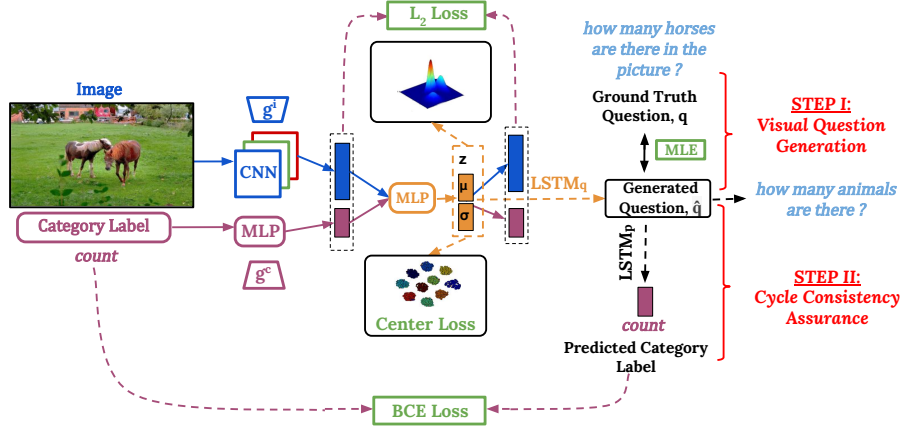 L₂ Loss
how many horses
are there in the
picture ?
Image
gⁱ
Ground Truth
Question, q
STEP I:
Visual Question
Generation
MLE
CNN
z
μ
σ
MLP
LSTMq
Generated
Question, q̂
how many animals
are there ?
Category Label
MLP
count
gᶜ
LSTMp
STEP II:
Cycle Consistency
Assurance
Center Loss
count
Predicted Category
Label
BCE Loss